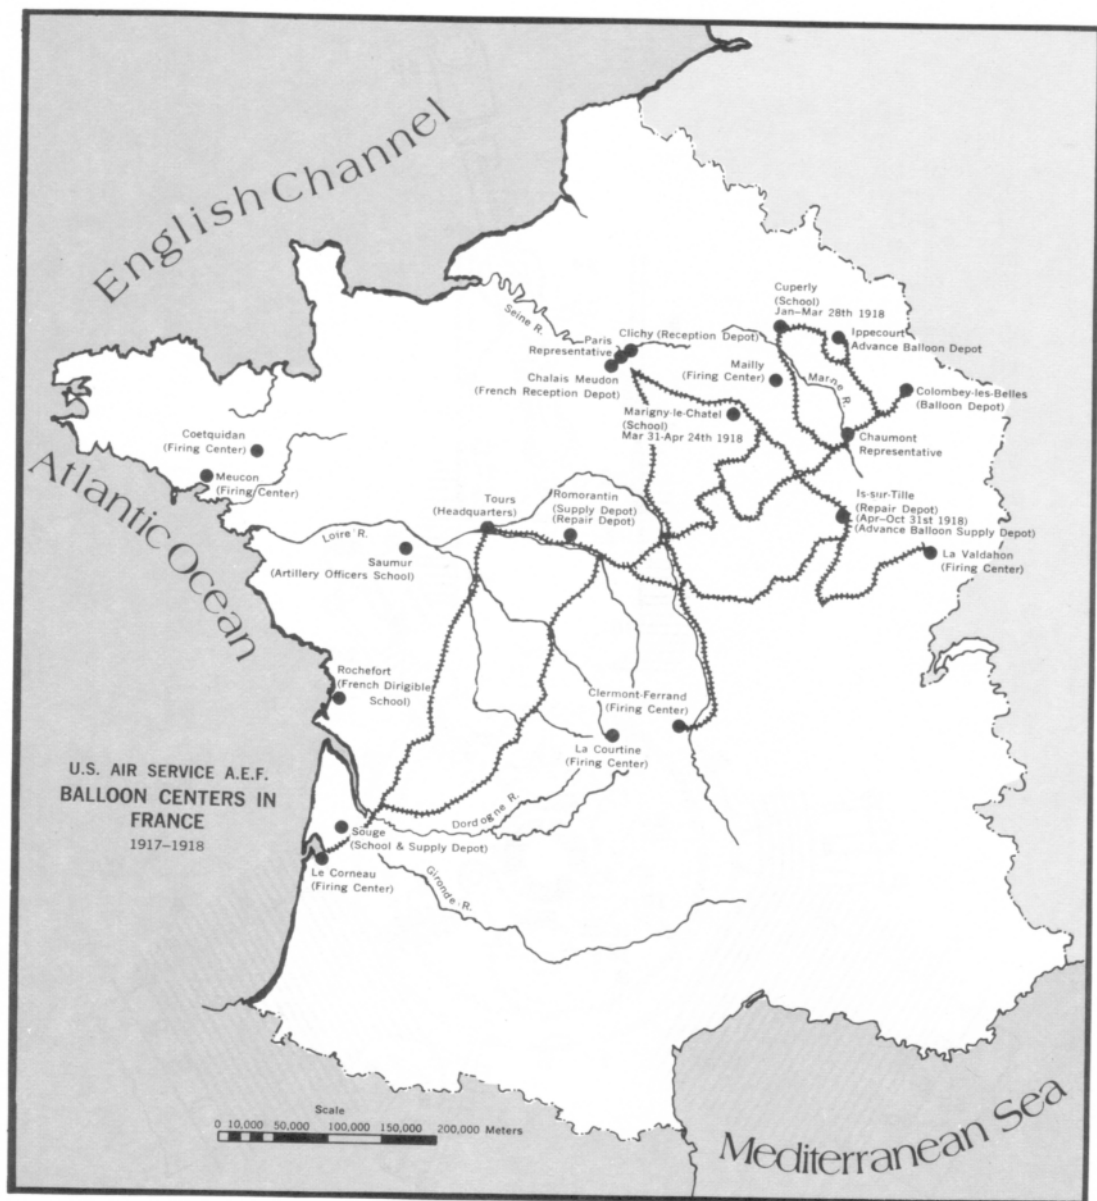 English Channel
Atlantic Ocean
Mediterranean Sea
Seine R.
Paris
Representative
Clichy (Reception Depot)
Chalais Meudon
(French Reception Depot)
Cuperly
(School)
Jan–Mar 28th 1918
Ippecourt
Advance Balloon Depot
Mailly
(Firing Center)
Marne R.
Colombey-les-Belles
(Balloon Depot)
Marigny-le-Chatel
(School)
Mar 31-Apr 24th 1918
Chaumont
Representative
Coetquidan
(Firing Center)
Meucon
(Firing Center)
Tours
(Headquarters)
Romorantin
(Supply Depot)
(Repair Depot)
Is-sur-Tille
(Repair Depot)
(Apr–Oct 31st 1918)
(Advance Balloon Supply Depot)
La Valdahon
(Firing Center)
Loire R.
Saumur
(Artillery Officers School)
Rochefort
(French Dirigible
School)
Clermont-Ferrand
(Firing Center)
La Courtine
(Firing Center)
U.S. AIR SERVICE A.E.F.
BALLOON CENTERS IN
FRANCE
1917–1918
Dordogne R.
Souge
(School & Supply Depot)
Le Corneau
(Firing Center)
Gironde R.
Scale
0 10,000 50,000 100,000 150,000 200,000 Meters